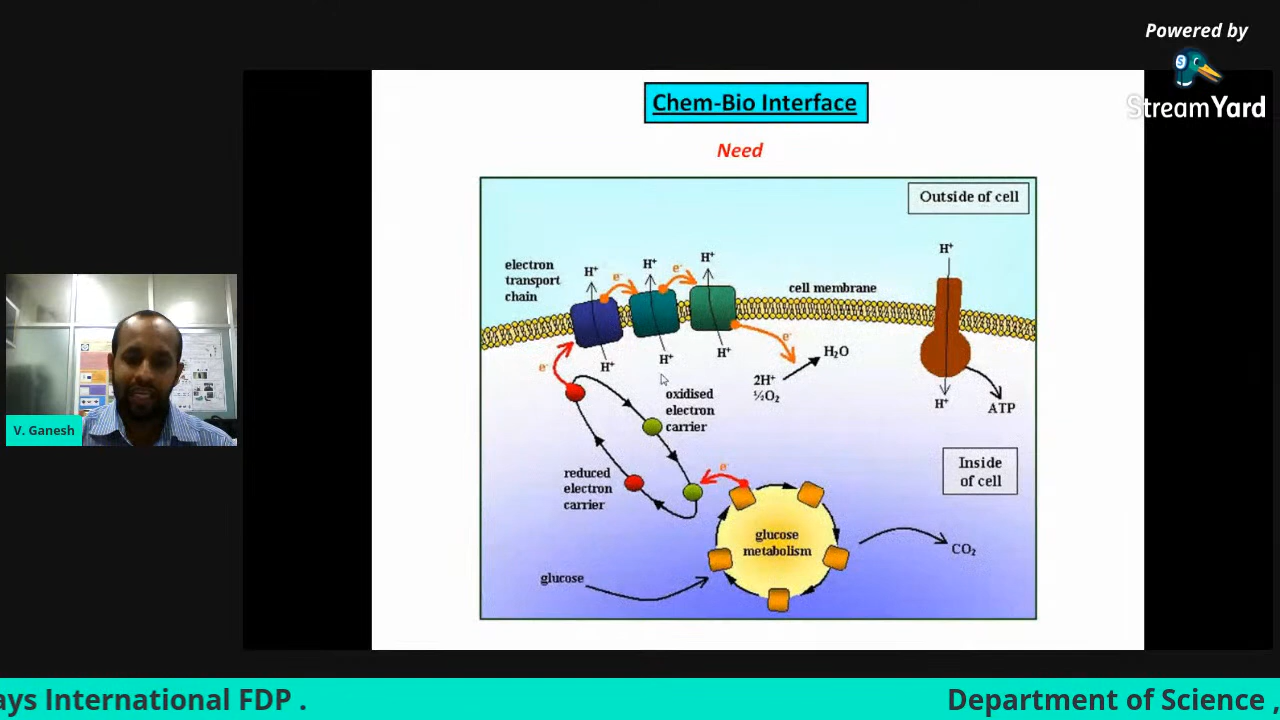 Powered by
StreamYard
Chem-Bio Interface
Need
Outside of cell
electron
transport
chain
H⁺
e⁻
H⁺
e⁻
H⁺
H⁺
cell membrane
e⁻
H⁺
H⁺
H⁺
e⁻
H₂O
2H⁺
½O₂
H⁺
ATP
oxidised
electron
carrier
reduced
electron
carrier
e⁻
Inside
of cell
glucose
metabolism
CO₂
glucose
V. Ganesh
ays International FDP .
Department of Science ,